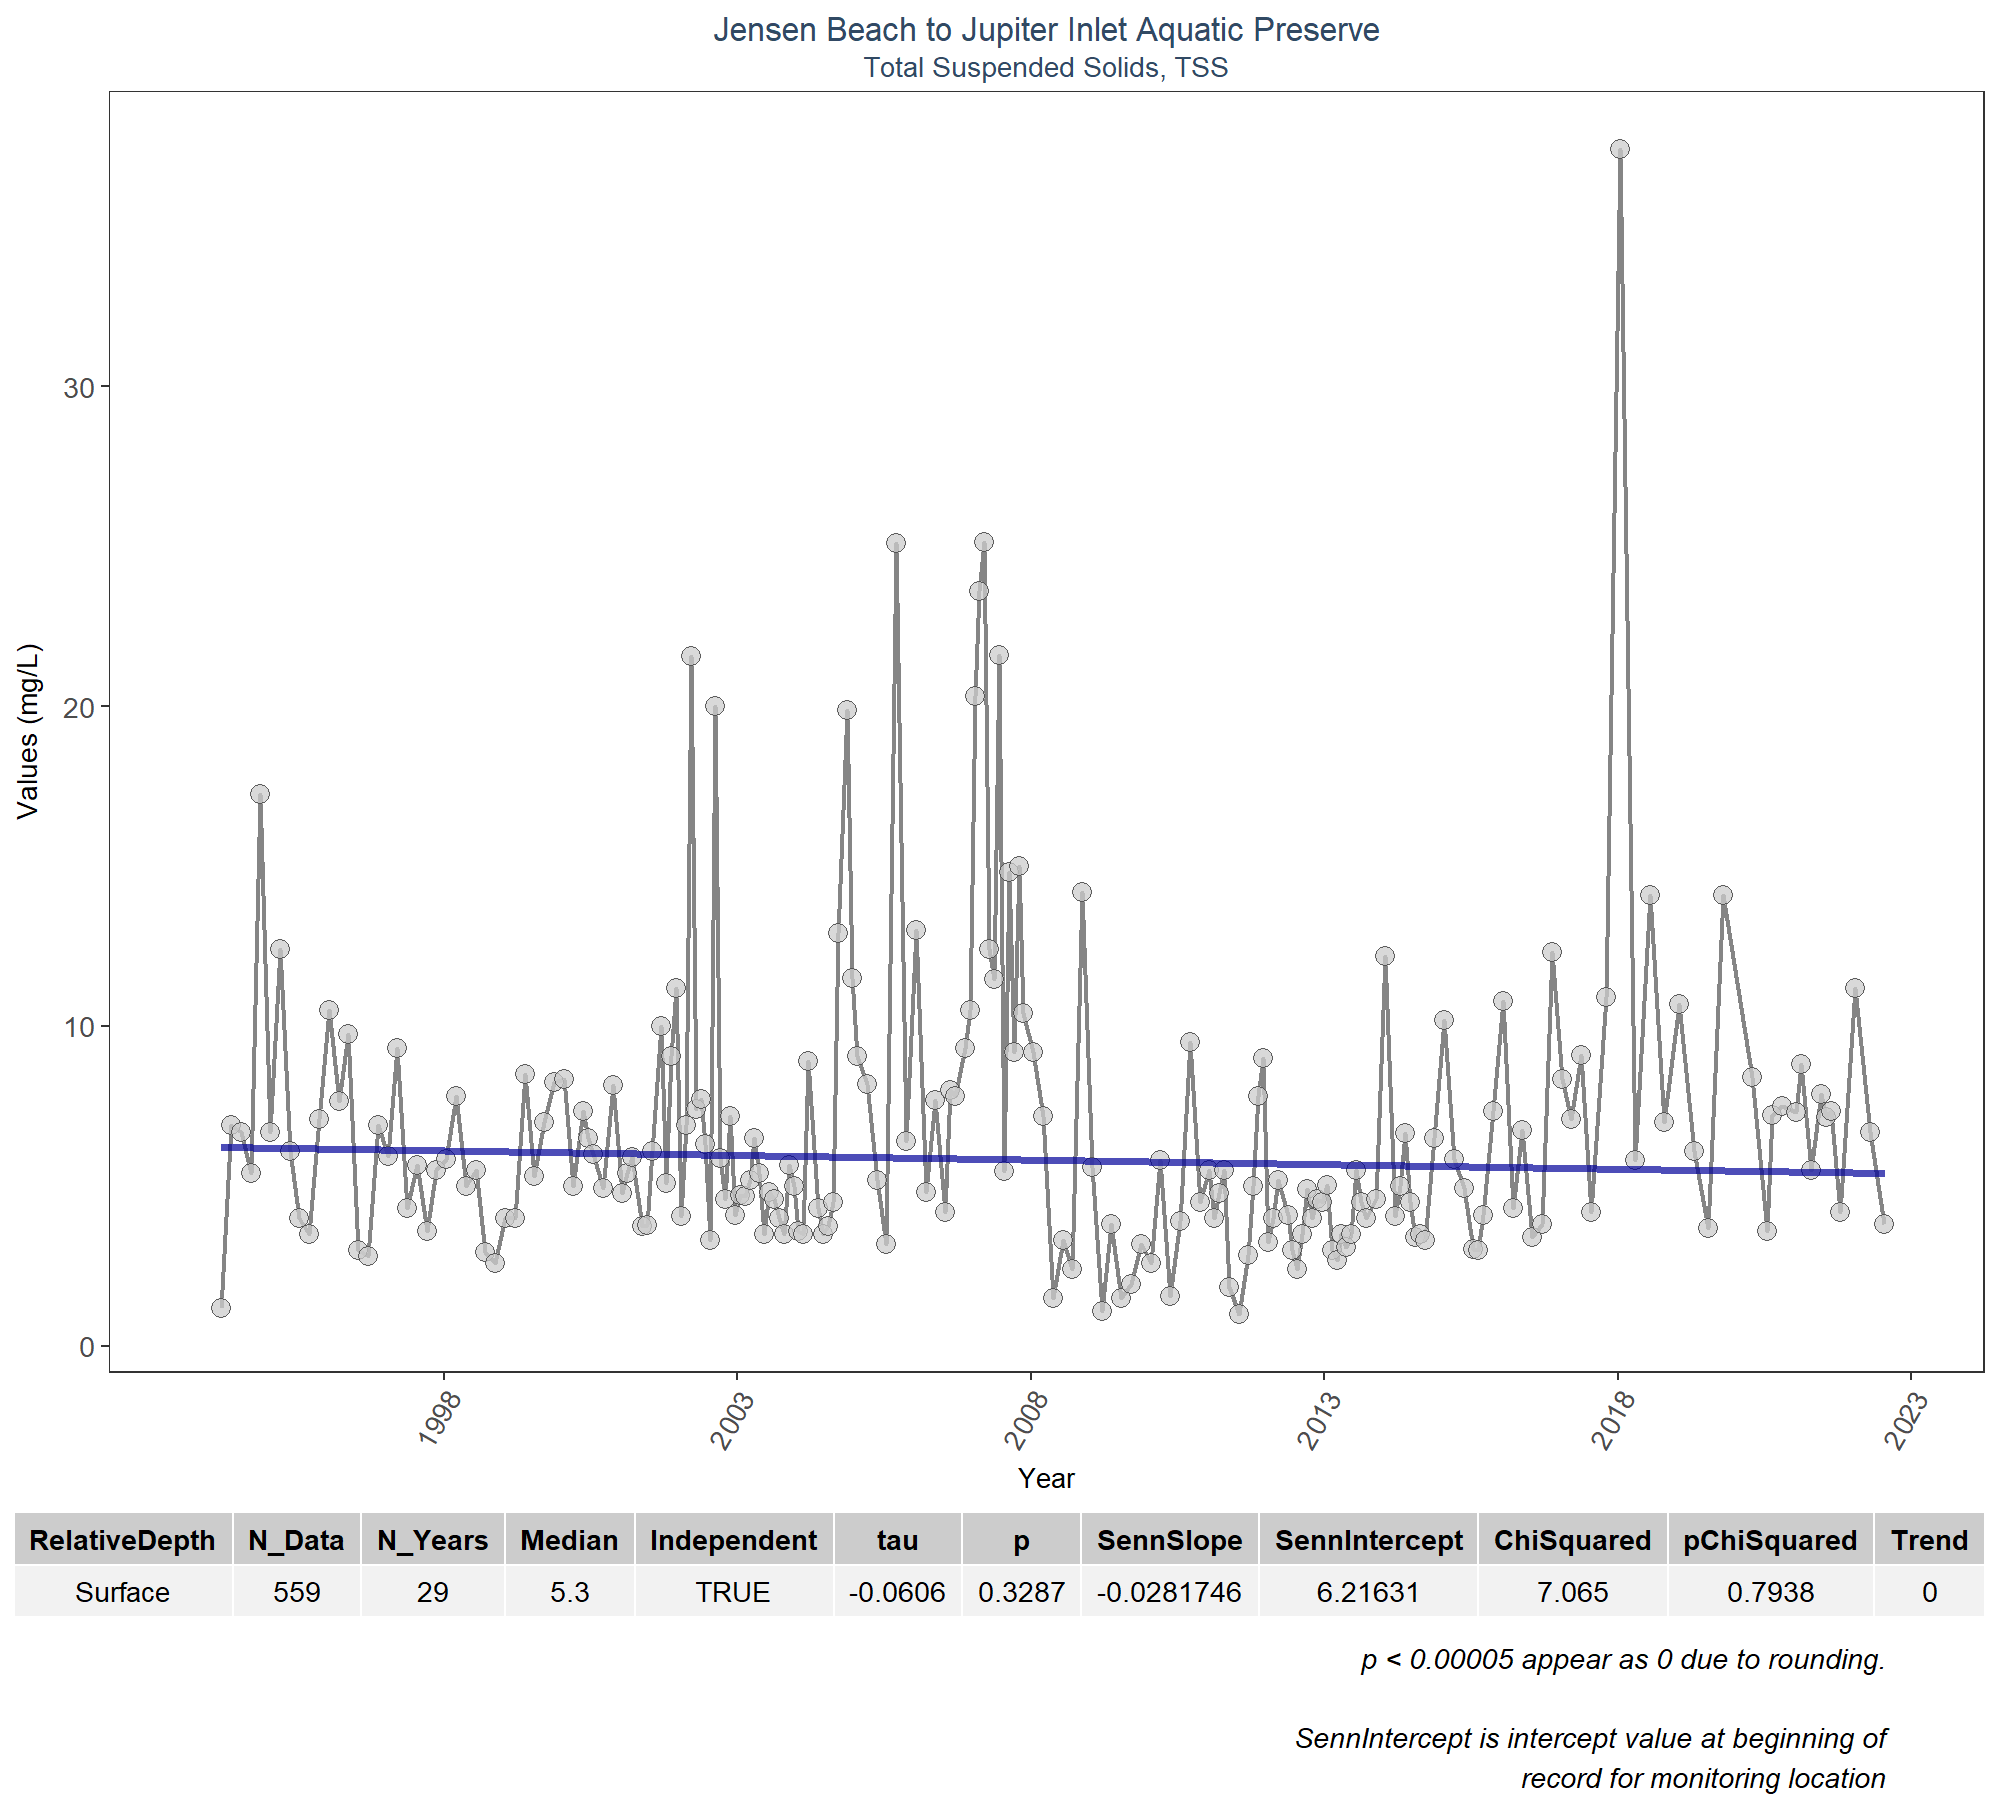 Jensen Beach to Jupiter Inlet Aquatic Preserve
Total Suspended Solids, TSS
Values (mg/L)
30
20
10
0
1998 2003 2008 2013 2018 2023
Year
RelativeDepth N_Data N_Years Median Independent tau p SennSlope SennIntercept ChiSquared pChiSquared Trend
Surface 559 29 5.3 TRUE -0.0606 0.3287 -0.0281746 6.21631 7.065 0.7938 0
p < 0.00005 appear as 0 due to rounding.
SennIntercept is intercept value at beginning of
record for monitoring location